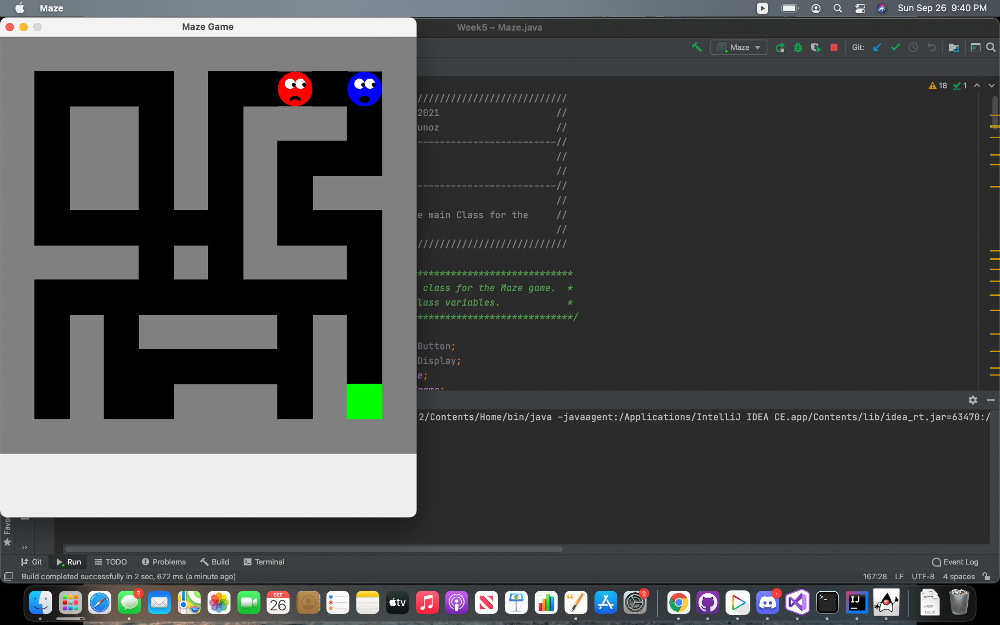 Maze
Sun Sep 26 9:40 PM
Maze Game
Week5 – Maze.java
Maze
Git:
18
1
////////////////////////////
2021 //
unoz //
-------------------------//
//
//
-------------------------//
//
e main Class for the //
//
////////////////////////////
****************************
class for the Maze game. *
lass variables. *
****************************/
Button;
Display;
e;
2/Contents/Home/bin/java -javaagent:/Applications/IntelliJ IDEA CE.app/Contents/lib/idea_rt.jar=63470:/
Favo
Git
Run
TODO
Problems
Build
Terminal
Event Log
Build completed successfully in 2 sec, 672 ms (a minute ago)
167:28 LF UTF-8 4 spaces
7
280
SEP
26
tv
2
>_
IJ
DOCX